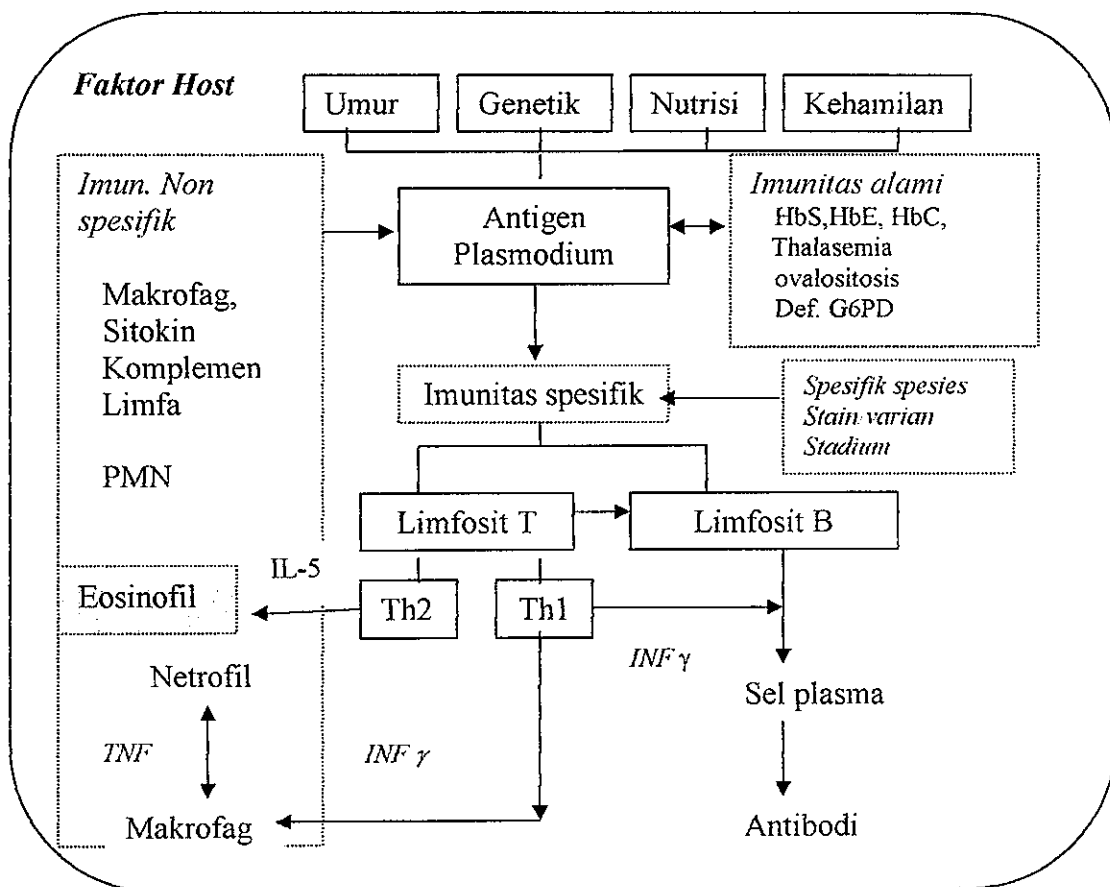 Faktor Host
Umur
Genetik
Nutrisi
Kehamilan
Imun. Non
spesifik
Makrofag,
Sitokin
Komplemen
Limfa
PMN
Antigen
Plasmodium
Imunitas alami
HbS,HbE, HbC,
Thalasemia
ovalositosis
Def. G6PD
Imunitas spesifik
Spesifik spesies
Stain varian
Stadium
Limfosit T
Limfosit B
IL-5
Eosinofil
Th2
Th1
INF γ
Netrofil
Sel plasma
TNF
INF γ
Makrofag
Antibodi